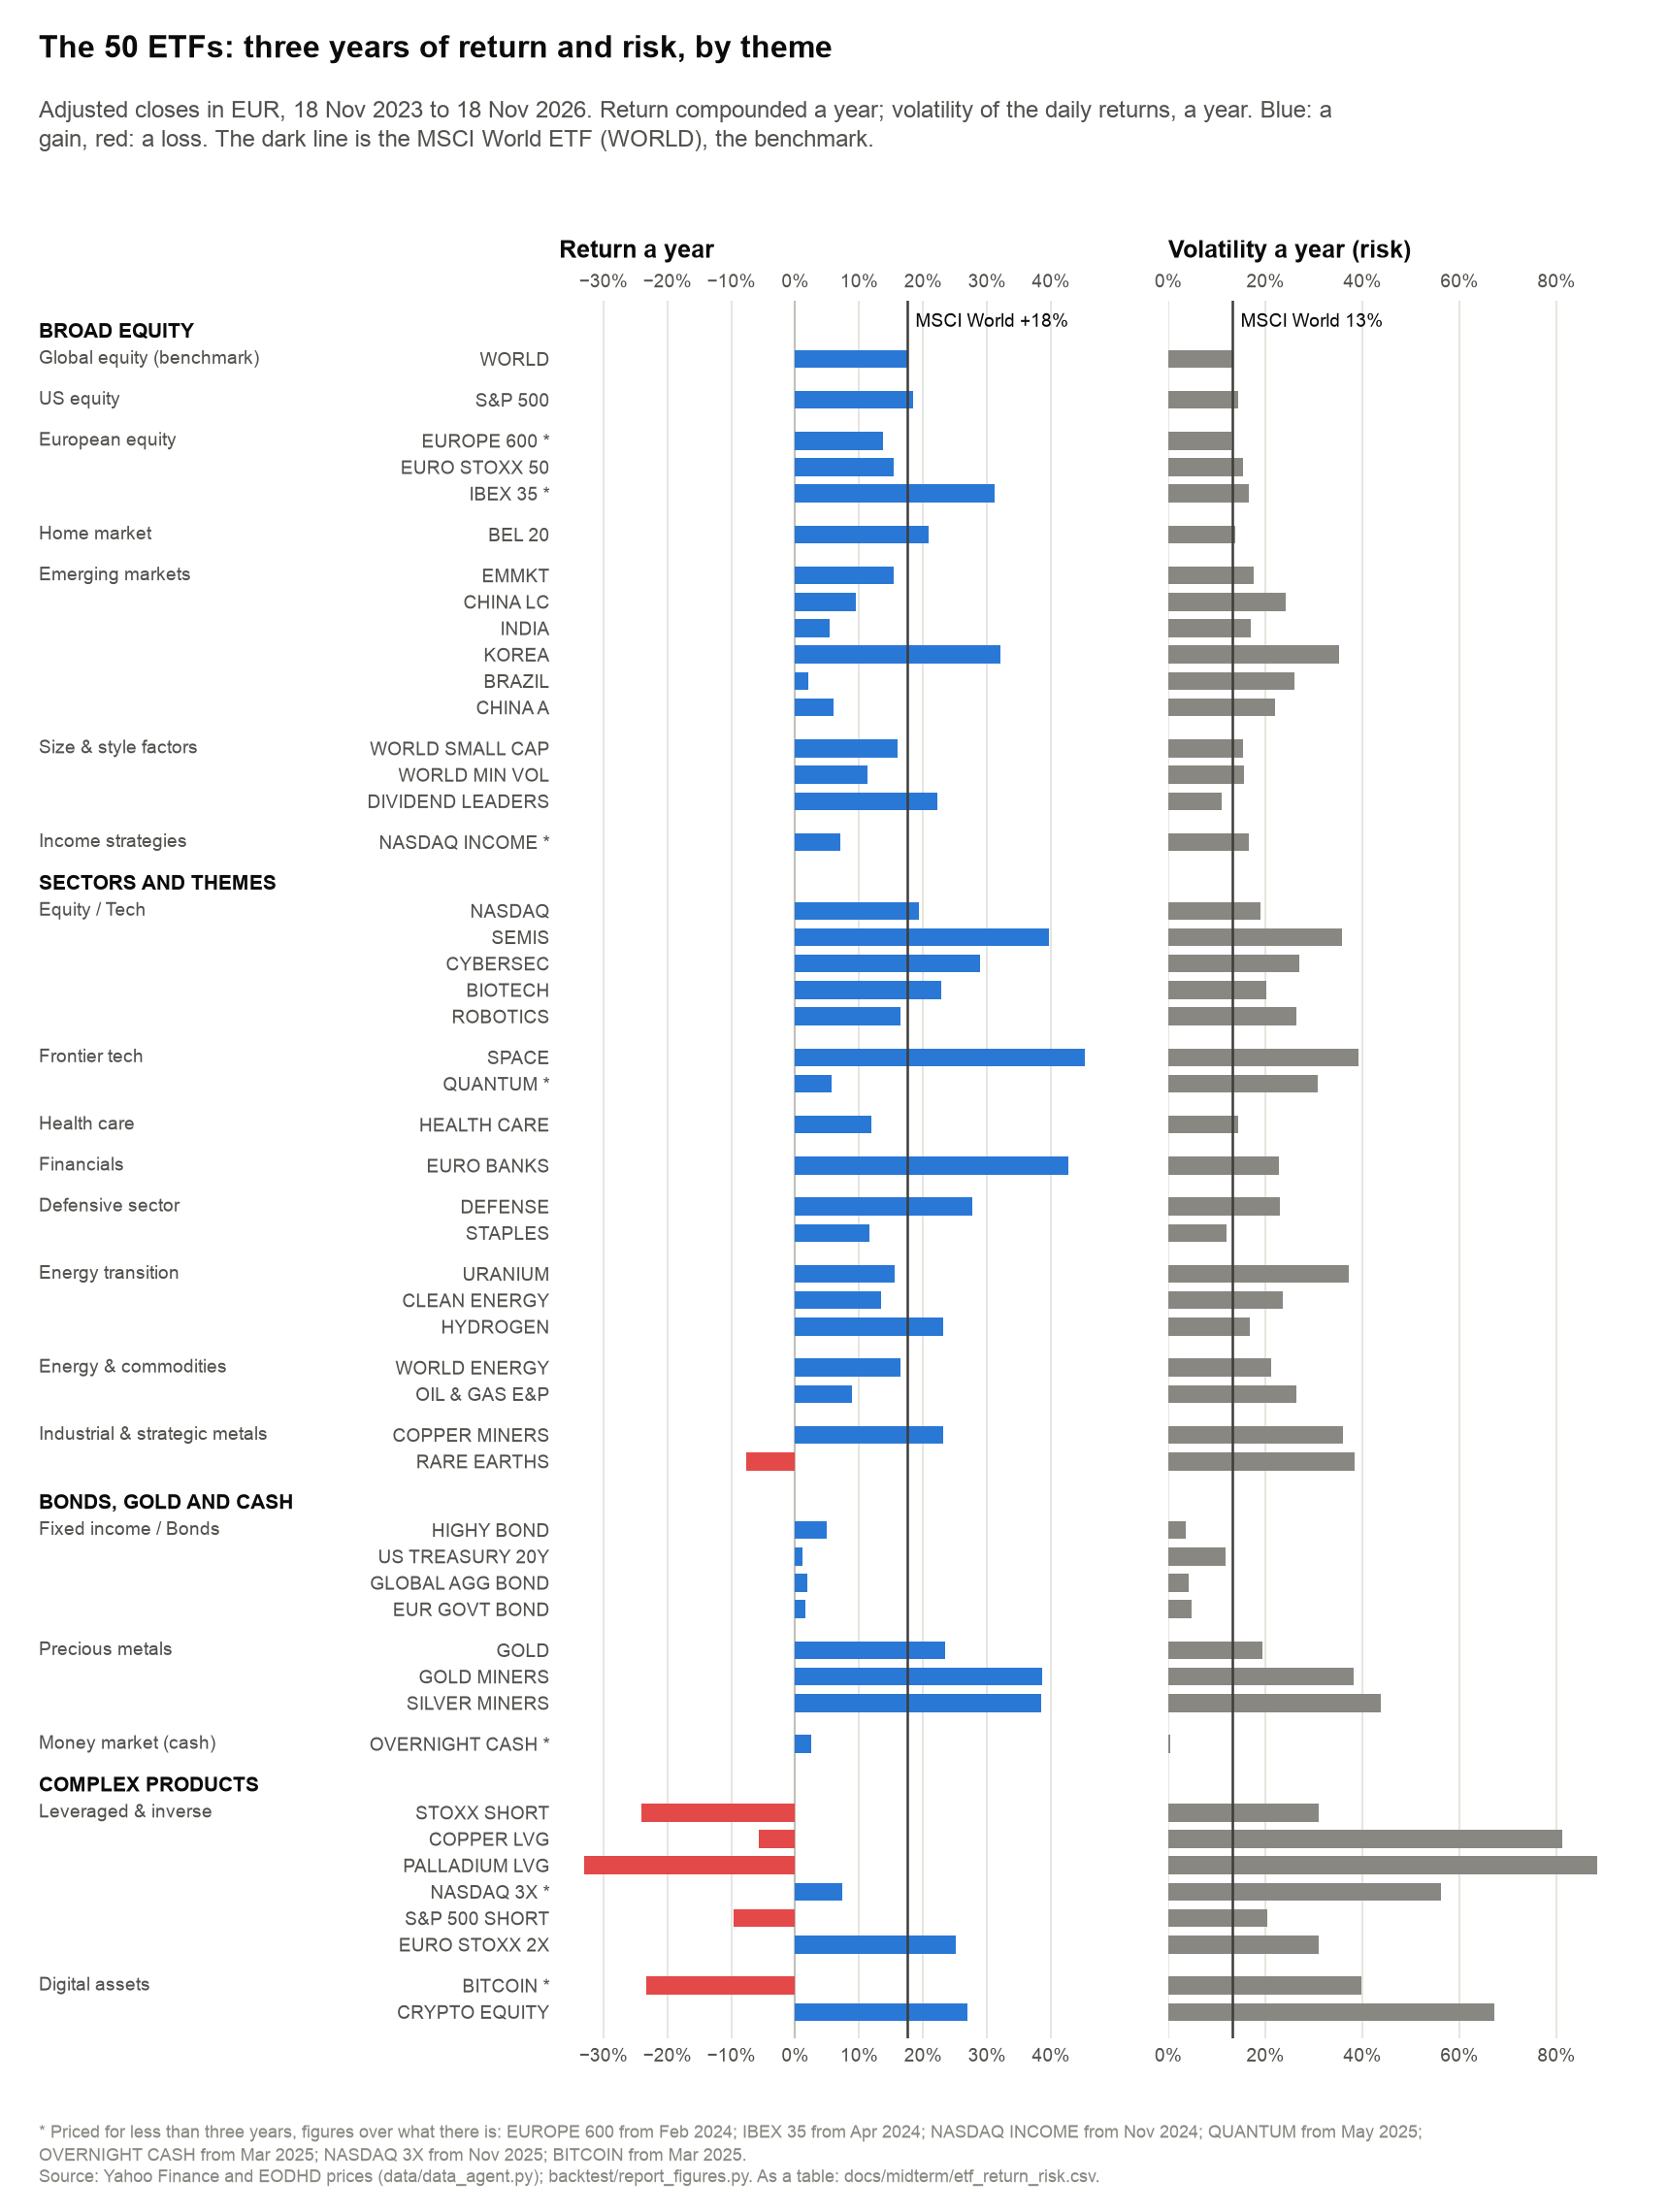 The 50 ETFs: three years of return and risk, by theme
Adjusted closes in EUR, 18 Nov 2023 to 18 Nov 2026. Return compounded a year; volatility of the daily returns, a year. Blue: a
gain, red: a loss. The dark line is the MSCI World ETF (WORLD), the benchmark.
Return a year
Volatility a year (risk)
−30% −20% −10% 0% 10% 20% 30% 40%
0% 20% 40% 60% 80%
MSCI World +18%
MSCI World 13%
BROAD EQUITY
Global equity (benchmark) WORLD
US equity S&P 500
European equity EUROPE 600 *
EURO STOXX 50
IBEX 35 *
Home market BEL 20
Emerging markets EMMKT
CHINA LC
INDIA
KOREA
BRAZIL
CHINA A
Size & style factors WORLD SMALL CAP
WORLD MIN VOL
DIVIDEND LEADERS
Income strategies NASDAQ INCOME *
SECTORS AND THEMES
Equity / Tech NASDAQ
SEMIS
CYBERSEC
BIOTECH
ROBOTICS
Frontier tech SPACE
QUANTUM *
Health care HEALTH CARE
Financials EURO BANKS
Defensive sector DEFENSE
STAPLES
Energy transition URANIUM
CLEAN ENERGY
HYDROGEN
Energy & commodities WORLD ENERGY
OIL & GAS E&P
Industrial & strategic metals COPPER MINERS
RARE EARTHS
BONDS, GOLD AND CASH
Fixed income / Bonds HIGHY BOND
US TREASURY 20Y
GLOBAL AGG BOND
EUR GOVT BOND
Precious metals GOLD
GOLD MINERS
SILVER MINERS
Money market (cash) OVERNIGHT CASH *
COMPLEX PRODUCTS
Leveraged & inverse STOXX SHORT
COPPER LVG
PALLADIUM LVG
NASDAQ 3X *
S&P 500 SHORT
EURO STOXX 2X
Digital assets BITCOIN *
CRYPTO EQUITY
−30% −20% −10% 0% 10% 20% 30% 40%
0% 20% 40% 60% 80%
* Priced for less than three years, figures over what there is: EUROPE 600 from Feb 2024; IBEX 35 from Apr 2024; NASDAQ INCOME from Nov 2024; QUANTUM from May 2025;
OVERNIGHT CASH from Mar 2025; NASDAQ 3X from Nov 2025; BITCOIN from Mar 2025.
Source: Yahoo Finance and EODHD prices (data/data_agent.py); backtest/report_figures.py. As a table: docs/midterm/etf_return_risk.csv.